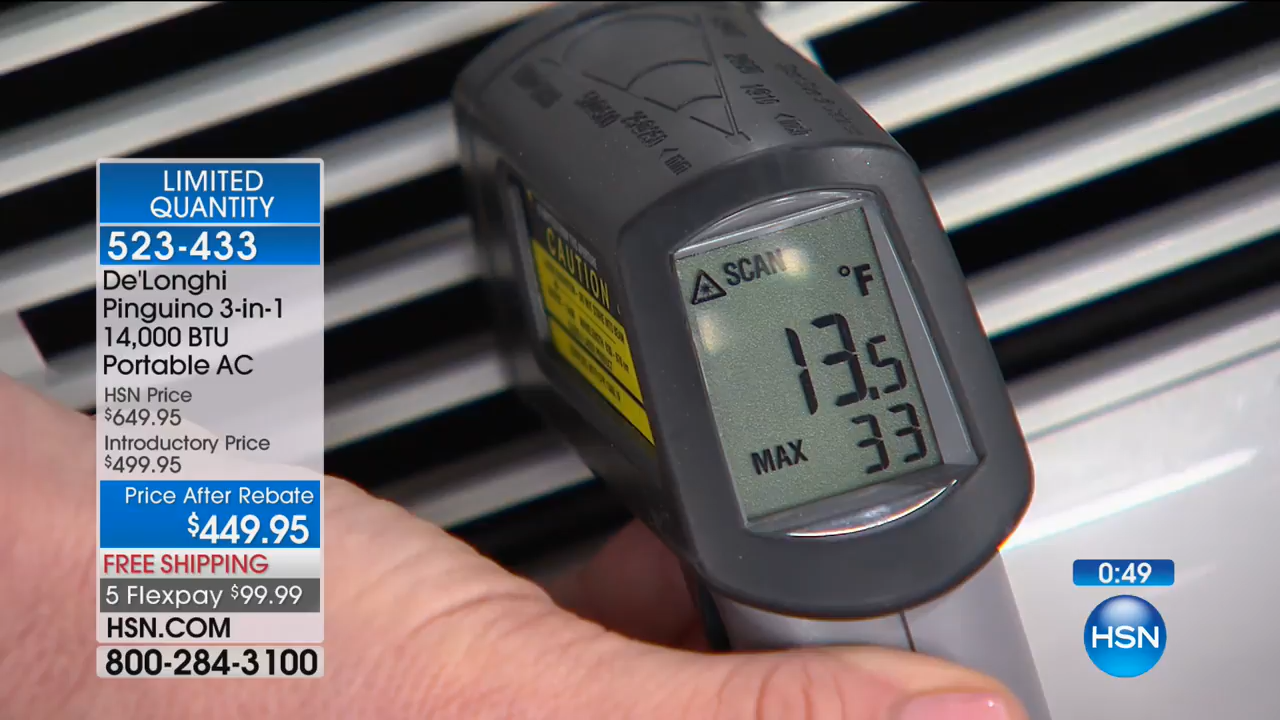 LIMITED
QUANTITY
523-433
De'Longhi
Pinguino 3-in-1
14,000 BTU
Portable AC
HSN Price
$649.95
Introductory Price
$499.95
Price After Rebate
$449.95
FREE SHIPPING
5 Flexpay $99.99
HSN.COM
800-284-3100
CAUTION
SCAN
°F
13.5
MAX 33
0:49
HSN